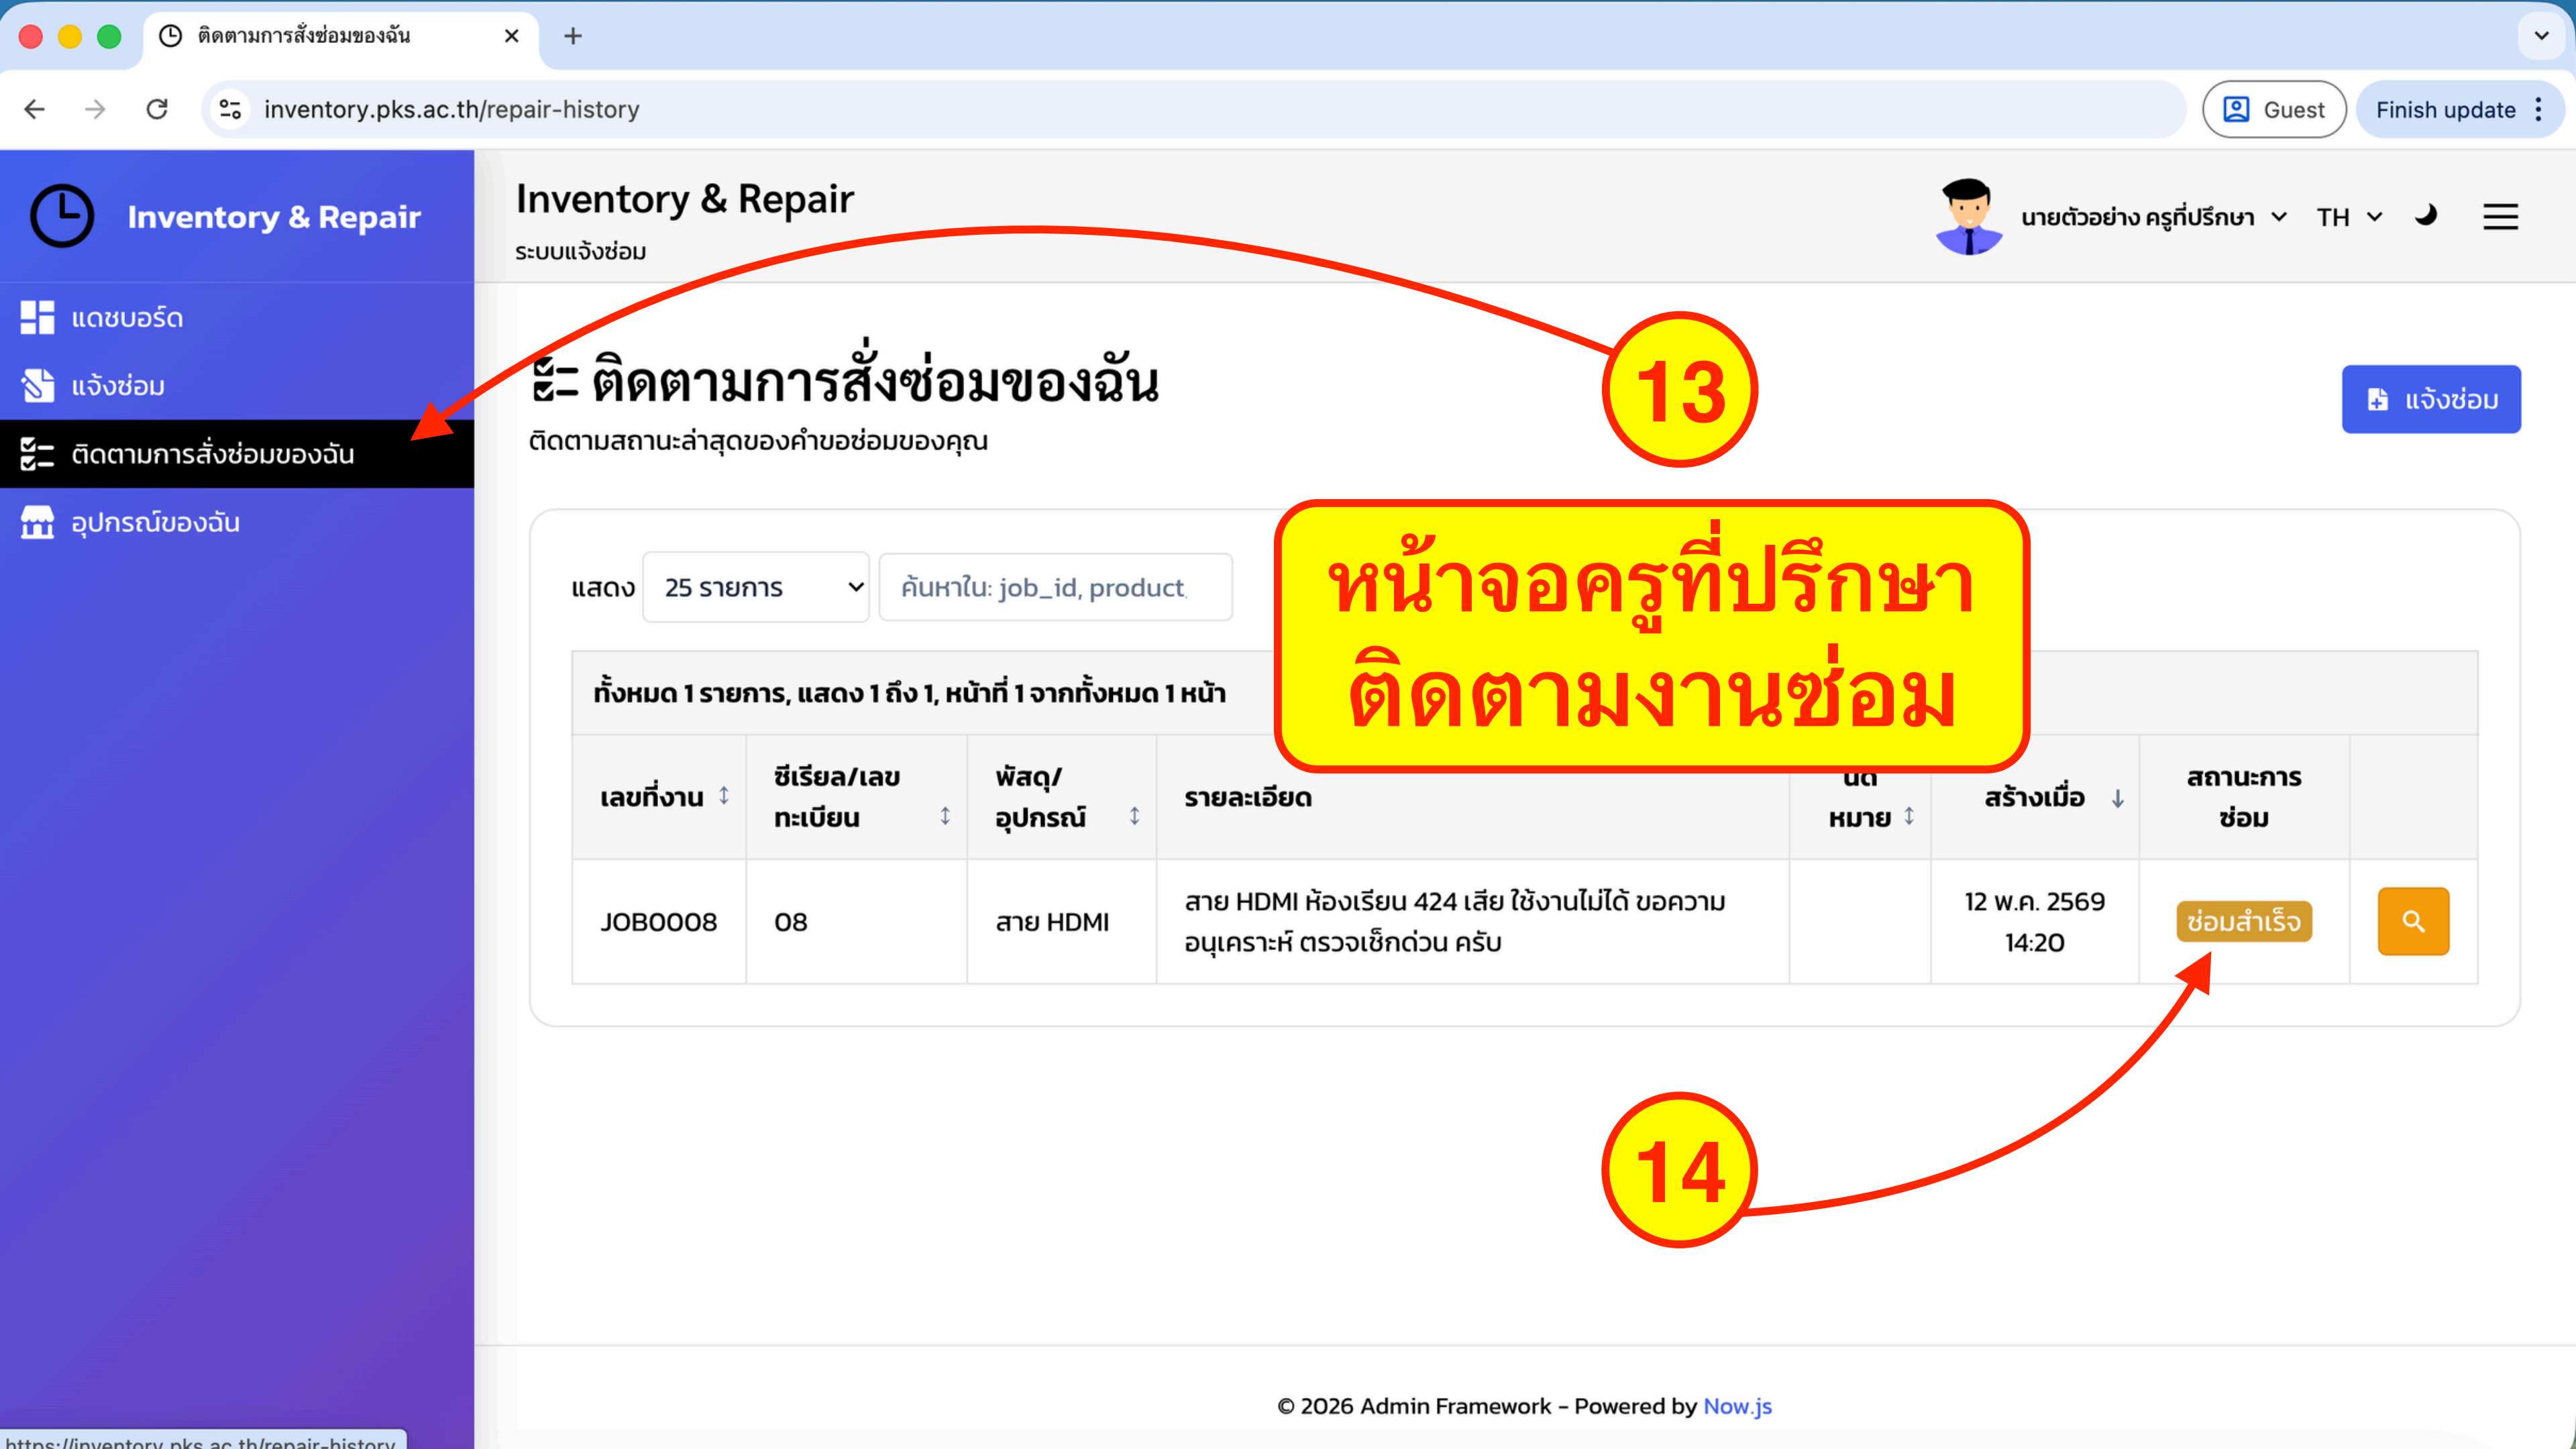 ติดตามการสั่งซ่อมของฉัน
inventory.pks.ac.th/repair-history
Guest
Finish update
Inventory & Repair
Inventory & Repair
ระบบแจ้งซ่อม
นายตัวอย่าง ครูที่ปรึกษา
TH
แดชบอร์ด
แจ้งซ่อม
ติดตามการสั่งซ่อมของฉัน
อุปกรณ์ของฉัน
ติดตามการสั่งซ่อมของฉัน
ติดตามสถานะล่าสุดของคำขอซ่อมของคุณ
13
แจ้งซ่อม
หน้าจอครูที่ปรึกษา
ติดตามงานซ่อม
แสดง 25 รายการ ค้นหาใน: job_id, product,
ทั้งหมด 1 รายการ, แสดง 1 ถึง 1, หน้าที่ 1 จากทั้งหมด 1 หน้า
เลขที่งาน
ซีเรียล/เลข
ทะเบียน
พัสดุ/
อุปกรณ์
รายละเอียด
นัด
หมาย
สร้างเมื่อ
สถานะการ
ซ่อม
JOB0008
08
สาย HDMI
สาย HDMI ห้องเรียน 424 เสีย ใช้งานไม่ได้ ขอความ
อนุเคราะห์ ตรวจเช็กด่วน ครับ
12 พ.ค. 2569
14:20
ซ่อมสำเร็จ
14
© 2026 Admin Framework - Powered by Now.js
https://inventory.pks.ac.th/repair-history